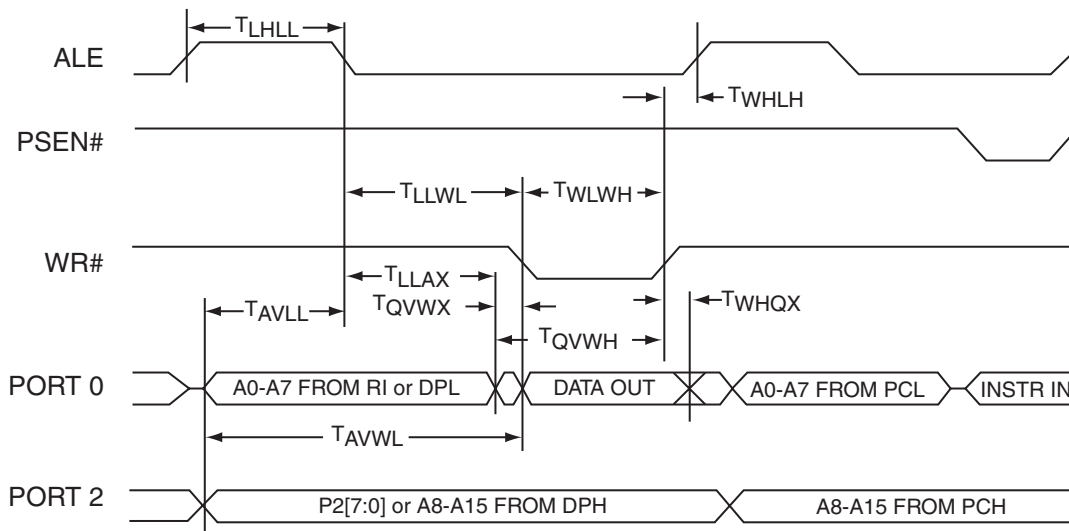 TLHLL
ALE
TWHLH
PSEN#
TLLWL
TWLWH
WR#
TLLAX
TAVLL
TQVWX
TWHQX
TQVWH
PORT 0
A0-A7 FROM RI or DPL
DATA OUT
A0-A7 FROM PCL
INSTR IN
TAVWL
PORT 2
P2[7:0] or A8-A15 FROM DPH
A8-A15 FROM PCH